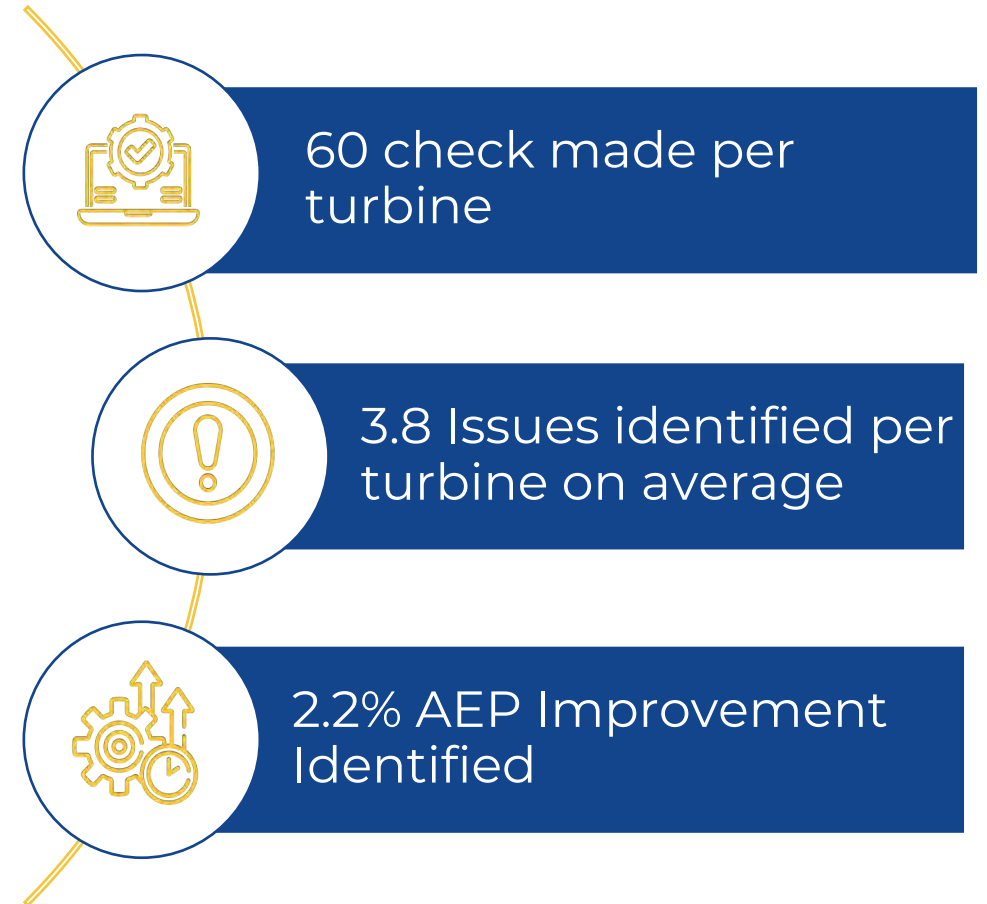 60 check made per
turbine
3.8 Issues identified per
turbine on average
2.2% AEP Improvement
Identified